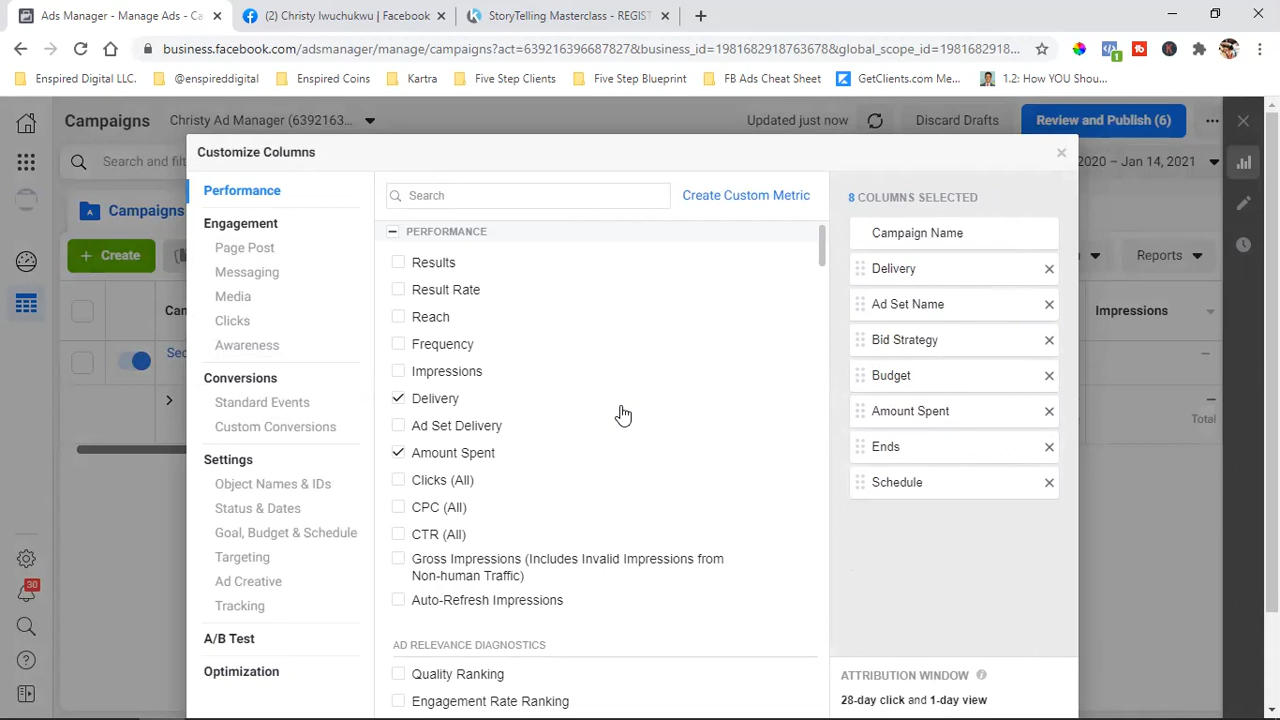 Ads Manager - Manage Ads - Ca
(2) Christy Iwuchukwu | Facebook
StoryTelling Masterclass - REGIST
business.facebook.com/adsmanager/manage/campaigns?act=639216396687827&business_id=1981682918763678&global_scope_id=19816829187...
1
Enspired Digital LLC.
@enspireddigital
Enspired Coins
Kartra
Five Step Clients
Five Step Blueprint
FB Ads Cheat Sheet
GetClients.com Me...
1.2: How YOU Shou...
Campaigns
Christy Ad Manager (6392163...
Updated just now
Discard Drafts
Review and Publish (6)
Search and filt
2020 – Jan 14, 2021
Campaigns
Create
Reports
Can
Impressions
Sec
Total
30
Customize Columns
Performance
Engagement
Page Post
Messaging
Media
Clicks
Awareness
Conversions
Standard Events
Custom Conversions
Settings
Object Names & IDs
Status & Dates
Goal, Budget & Schedule
Targeting
Ad Creative
Tracking
A/B Test
Optimization
Search
Create Custom Metric
PERFORMANCE
Results
Result Rate
Reach
Frequency
Impressions
Delivery
Ad Set Delivery
Amount Spent
Clicks (All)
CPC (All)
CTR (All)
Gross Impressions (Includes Invalid Impressions from
Non-human Traffic)
Auto-Refresh Impressions
AD RELEVANCE DIAGNOSTICS
Quality Ranking
Engagement Rate Ranking
8 COLUMNS SELECTED
Campaign Name
Delivery
Ad Set Name
Bid Strategy
Budget
Amount Spent
Ends
Schedule
ATTRIBUTION WINDOW
28-day click and 1-day view